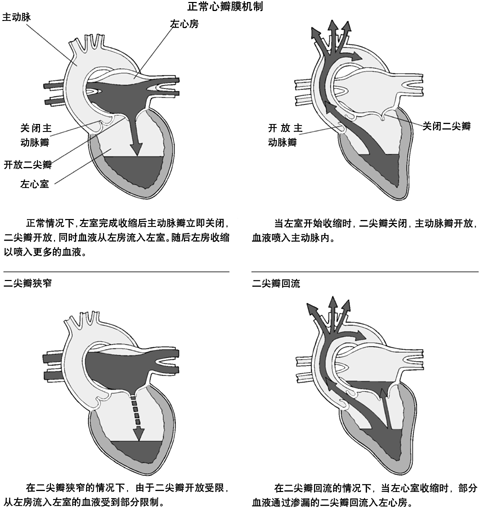 正常心瓣膜机制
主动脉
左心房
关闭主
动脉瓣
开放二尖瓣
左心室
开放主
动脉瓣
关闭二尖瓣
正常情况下,左室完成收缩后主动脉瓣立即关闭,
二尖瓣开放,同时血液从左房流入左室。随后左房收缩
以喷入更多的血液。
当左室开始收缩时,二尖瓣关闭,主动脉瓣开放,
血液喷入主动脉内。
二尖瓣狭窄
二尖瓣回流
在二尖瓣狭窄的情况下,由于二尖瓣开放受限,
从左房流入左室的血液受到部分限制。
在二尖瓣回流的情况下,当左心室收缩时,部分
血液通过渗漏的二尖瓣回流入左心房。